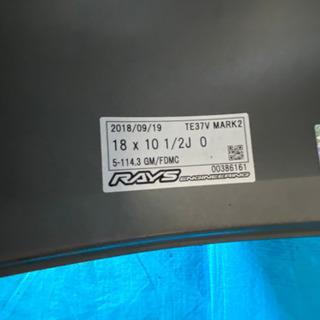 2018/09/19 TE37V MARK2
18 x 10 1/2J 0
5-114.3 GM/FDMC
00386161
RAYS ENGINEERING